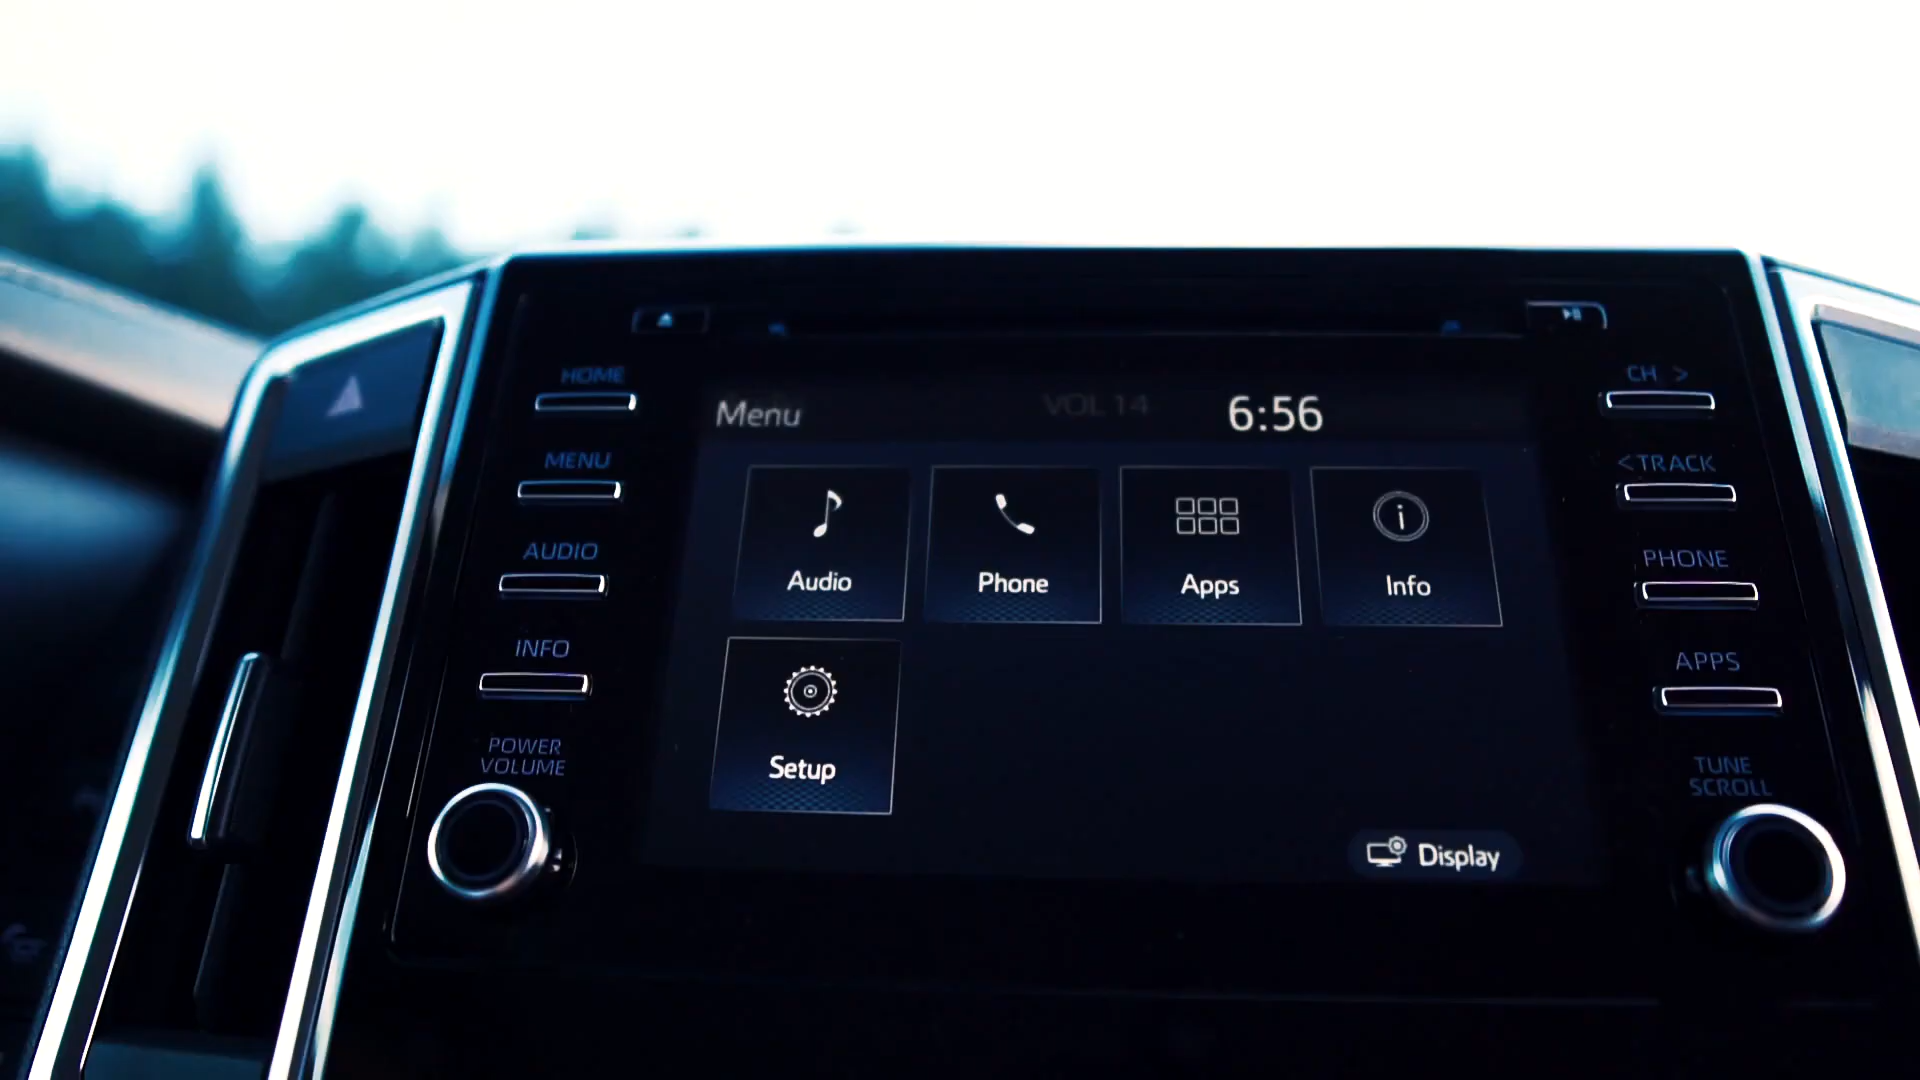 HOME
CH >
Menu
VOL 14
6:56
MENU
<TRACK
AUDIO
Audio
Phone
Apps
Info
PHONE
INFO
APPS
POWER
VOLUME
Setup
TUNE
SCROLL
Display